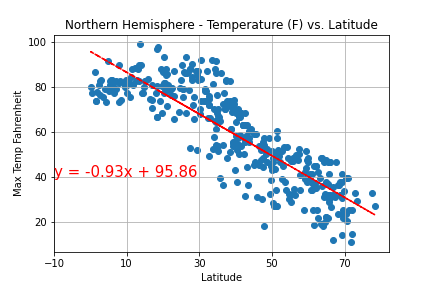 Northern Hemisphere - Temperature (F) vs. Latitude
Max Temp Fahrenheit
100
80
60
40
20
y = -0.93x + 95.86
−10
10
30
50
70
Latitude